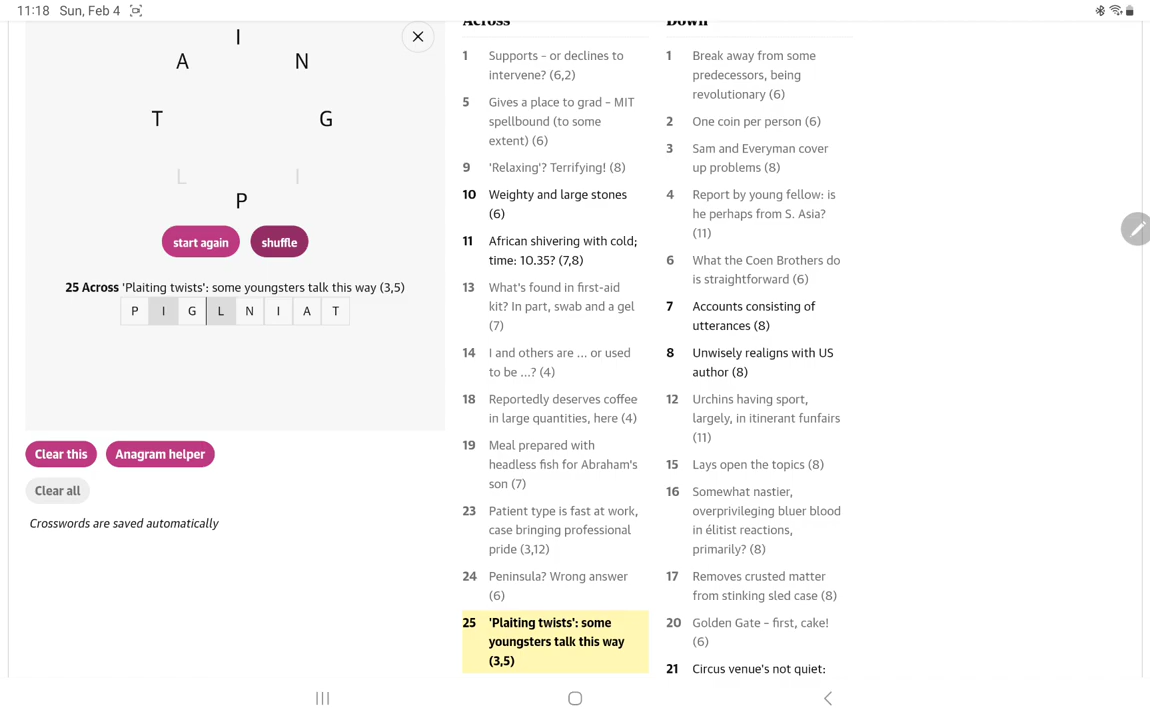 11:18 Sun, Feb 4
I
A
N
T
G
L
I
P
start again
shuffle
25 Across 'Plaiting twists': some youngsters talk this way (3,5)
P I G L N I A T
Clear this
Anagram helper
Clear all
Crosswords are saved automatically
Across
1 Supports – or declines to
intervene? (6,2)
5 Gives a place to grad – MIT
spellbound (to some
extent) (6)
9 'Relaxing'? Terrifying! (8)
10 Weighty and large stones
(6)
11 African shivering with cold;
time: 10.35? (7,8)
13 What's found in first-aid
kit? In part, swab and a gel
(7)
14 I and others are ... or used
to be ...? (4)
18 Reportedly deserves coffee
in large quantities, here (4)
19 Meal prepared with
headless fish for Abraham's
son (7)
23 Patient type is fast at work,
case bringing professional
pride (3,12)
24 Peninsula? Wrong answer
(6)
25 'Plaiting twists': some
youngsters talk this way
(3,5)
Down
1 Break away from some
predecessors, being
revolutionary (6)
2 One coin per person (6)
3 Sam and Everyman cover
up problems (8)
4 Report by young fellow: is
he perhaps from S. Asia?
(11)
6 What the Coen Brothers do
is straightforward (6)
7 Accounts consisting of
utterances (8)
8 Unwisely realigns with US
author (8)
12 Urchins having sport,
largely, in itinerant funfairs
(11)
15 Lays open the topics (8)
16 Somewhat nastier,
overprivileging bluer blood
in élitist reactions,
primarily? (8)
17 Removes crusted matter
from stinking sled case (8)
20 Golden Gate – first, cake!
(6)
21 Circus venue's not quiet: